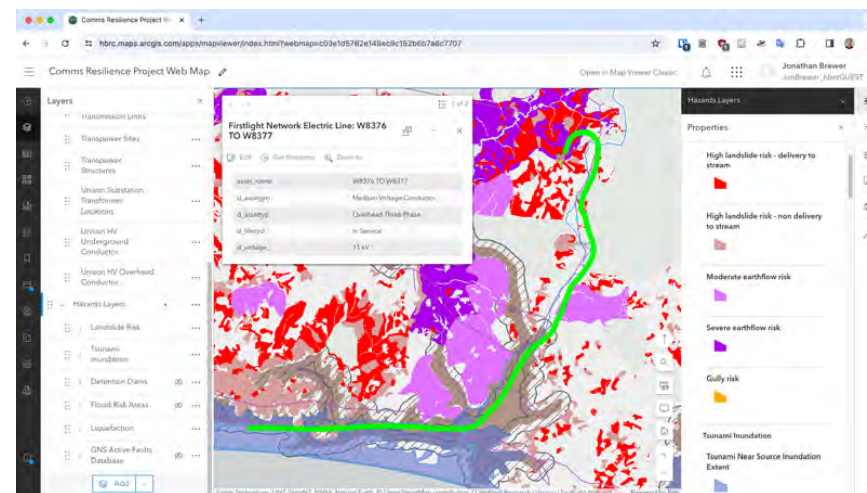 Comms Resilience Project W
hbrc.maps.arcgis.com/apps/mapviewer/index.html?webmap=c03e1d5762e149ec9c152b6b7a6c7707
Comms Resilience Project Web Map
Open in Map Viewer Classic
Jonathan Brewer
Layers
Transmission Lines
Transpower Sites
Transpower
Structures
Unison Substation
Transformer
Locations
Unison HV
Underground
Conductor
Unison HV Overhead
Conductor
Hazards Layers
Landslide Risk
Tsunami
Inundation
Detention Dams
Flood Risk Areas
Liquefaction
GNS Active Faults
Database
Add
1 of 2
Firstlight Network Electric Line: W8376
TO W8377
Edit
Get directions
Zoom to
asset_name
W8376 TO W8377
Medium Voltage Conductor
Overhead Three Phase
In Service
11 kV
Hazards Layers
Properties
High landslide risk - delivery to
stream
High landslide risk - non delivery
to stream
Moderate earthflow risk
Severe earthflow risk
Gully risk
Tsunami Inundation
Tsunami Near Source Inundation
Extent